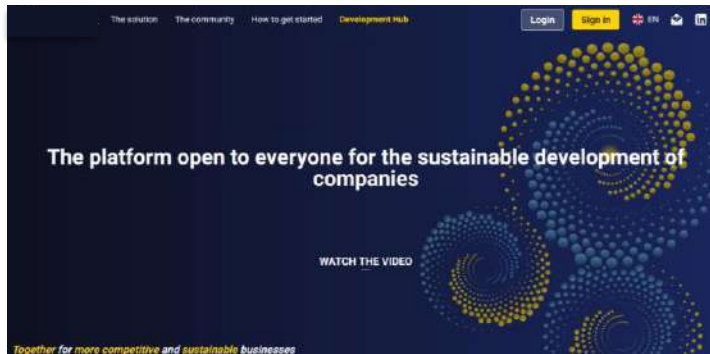 The solution The community How to get started Development Hub Login Sign in EN
The platform open to everyone for the sustainable development of
companies
WATCH THE VIDEO
Together for more competitive and sustainable businesses